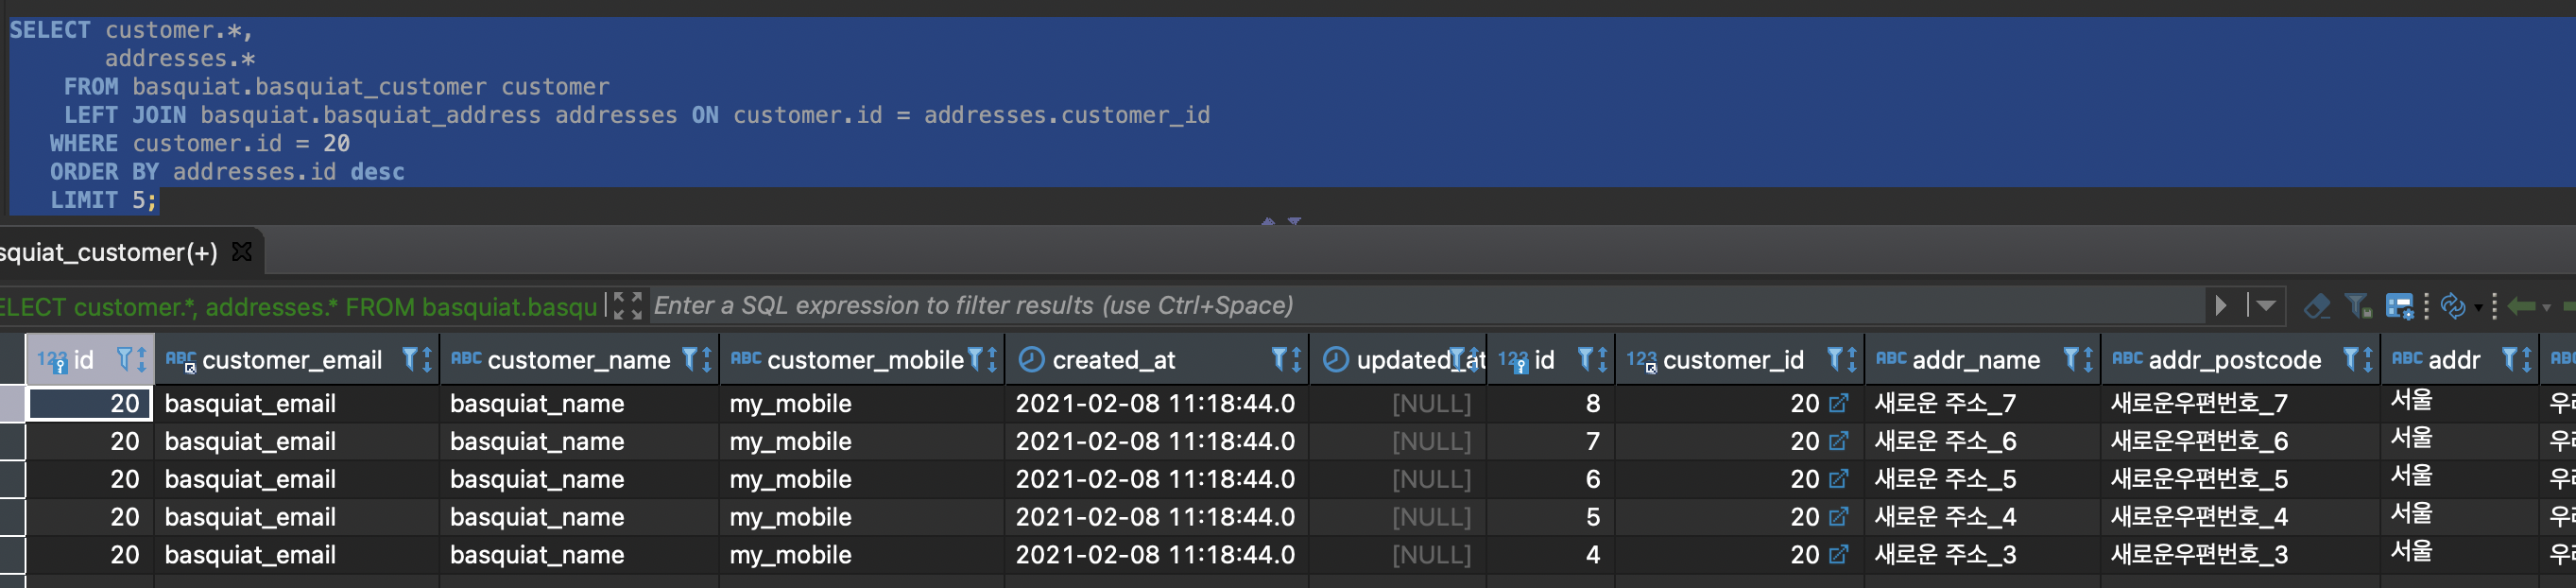 SELECT customer.*,
addresses.*
FROM basquiat.basquiat_customer customer
LEFT JOIN basquiat.basquiat_address addresses ON customer.id = addresses.customer_id
WHERE customer.id = 20
ORDER BY addresses.id desc
LIMIT 5;
squiat_customer(+)
ELECT customer.*, addresses.* FROM basquiat.basqu Enter a SQL expression to filter results (use Ctrl+Space)
123 id ABC customer_email ABC customer_name ABC customer_mobile created_at updated_at 123 id 123 customer_id ABC addr_name ABC addr_postcode ABC addr ABC
20 basquiat_email basquiat_name my_mobile 2021-02-08 11:18:44.0 [NULL] 8 20 새로운 주소_7 새로운우편번호_7 서울 우
20 basquiat_email basquiat_name my_mobile 2021-02-08 11:18:44.0 [NULL] 7 20 새로운 주소_6 새로운우편번호_6 서울 우
20 basquiat_email basquiat_name my_mobile 2021-02-08 11:18:44.0 [NULL] 6 20 새로운 주소_5 새로운우편번호_5 서울 우
20 basquiat_email basquiat_name my_mobile 2021-02-08 11:18:44.0 [NULL] 5 20 새로운 주소_4 새로운우편번호_4 서울 우
20 basquiat_email basquiat_name my_mobile 2021-02-08 11:18:44.0 [NULL] 4 20 새로운 주소_3 새로운우편번호_3 서울 우